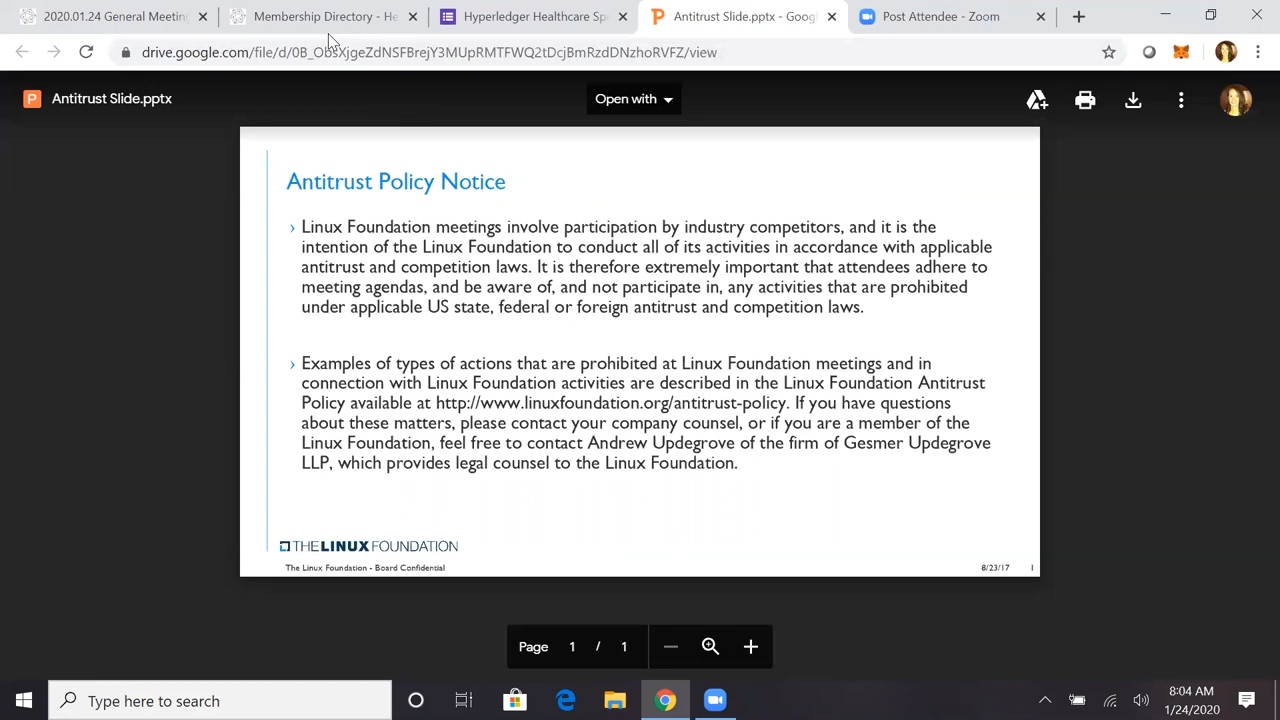 2020.01.24 General Meetin
Membership Directory - He
Hyperledger Healthcare Sp
Antitrust Slide.pptx - Goog
Post Attendee - Zoom
Antitrust Slide.pptx
Open with
Antitrust Policy Notice
› Linux Foundation meetings involve participation by industry competitors, and it is the
intention of the Linux Foundation to conduct all of its activities in accordance with applicable
antitrust and competition laws. It is therefore extremely important that attendees adhere to
meeting agendas, and be aware of, and not participate in, any activities that are prohibited
under applicable US state, federal or foreign antitrust and competition laws.
› Examples of types of actions that are prohibited at Linux Foundation meetings and in
connection with Linux Foundation activities are described in the Linux Foundation Antitrust
Policy available at http://www.linuxfoundation.org/antitrust-policy. If you have questions
about these matters, please contact your company counsel, or if you are a member of the
Linux Foundation, feel free to contact Andrew Updegrove of the firm of Gesmer Updegrove
LLP, which provides legal counsel to the Linux Foundation.
THE LINUX FOUNDATION
The Linux Foundation - Board Confidential
8/23/17 1
Page 1 / 1
Type here to search
8:04 AM
1/24/2020